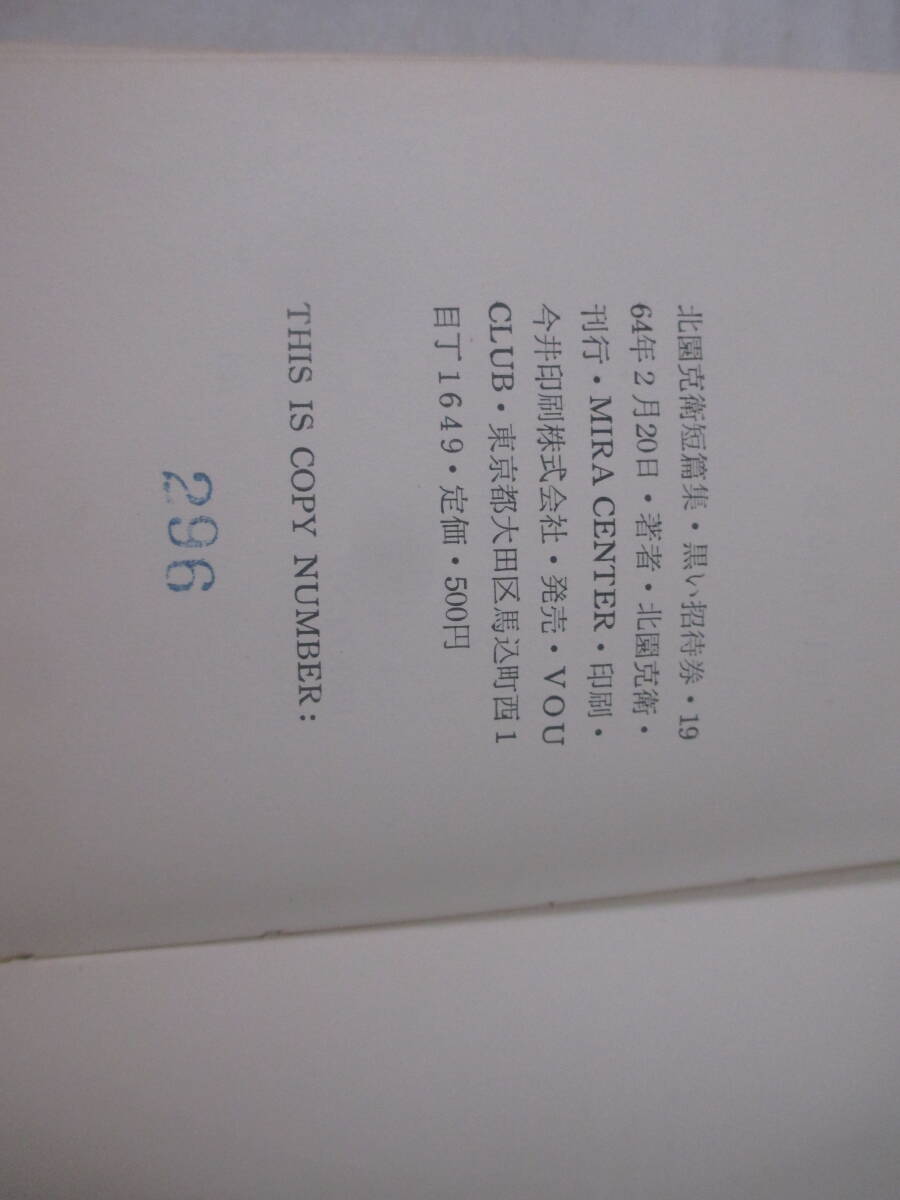 北園克衛短篇集・黒い招待券・19
64年2月20日・著者・北園克衛・
刊行・MIRA CENTER・印刷・
今井印刷株式会社・発売・VOU
CLUB・東京都大田区馬込町西1
目丁1649・定価・500円
THIS IS COPY NUMBER:
296